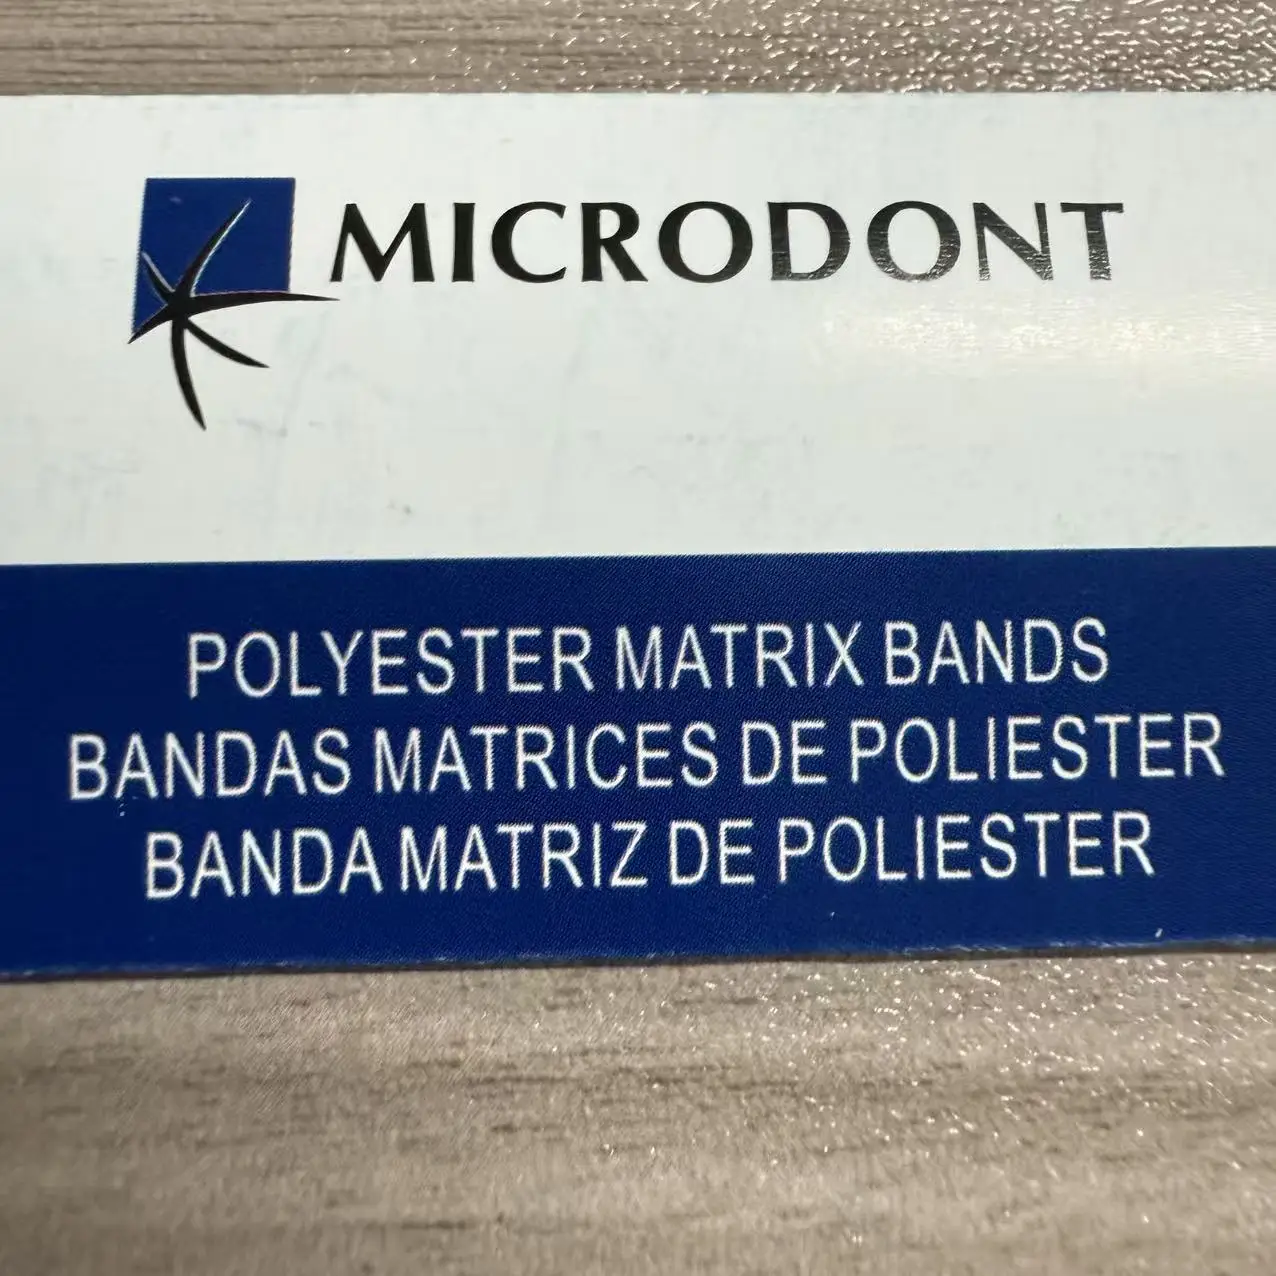 MICRODONT
POLYESTER MATRIX BANDS
BANDAS MATRICES DE POLIESTER
BANDA MATRIZ DE POLIESTER